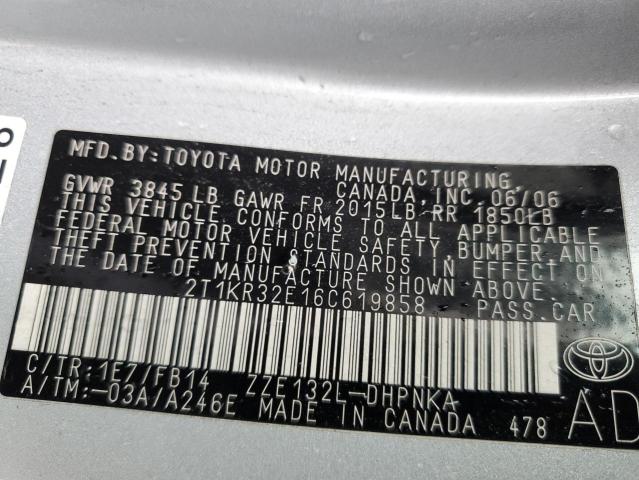 MFD. BY: TOYOTA MOTOR MANUFACTURING,
CANADA, INC. 06/06
GVWR 3845 LB GAWR FR 2015LB RR 1850LB
THIS VEHICLE CONFORMS TO ALL APPLICABLE
FEDERAL MOTOR VEHICLE SAFETY, BUMPER, AND
THEFT PREVENTION STANDARDS IN EFFECT ON
THE DATE OF MANUFACTURE SHOWN ABOVE.
2T1KR32E16C619858 PASS. CAR
C/TR: 1E7/FB14 ZZE132L-DHPNKA
A/TM: -03A/A246E MADE IN CANADA 478 AD